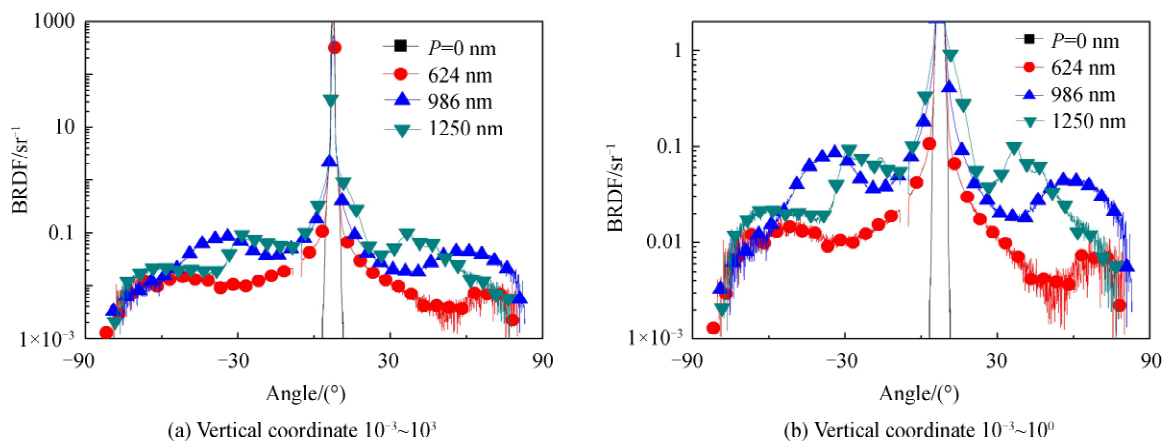 1000
10
0.1
1×10⁻³
BRDF/sr⁻¹
P=0 nm
624 nm
986 nm
1250 nm
−90
−30
30
90
Angle/(°)
(a) Vertical coordinate 10⁻³~10³
1
0.1
0.01
1×10⁻³
BRDF/sr⁻¹
P=0 nm
624 nm
986 nm
1250 nm
−90
−30
30
90
Angle/(°)
(b) Vertical coordinate 10⁻³~10⁰